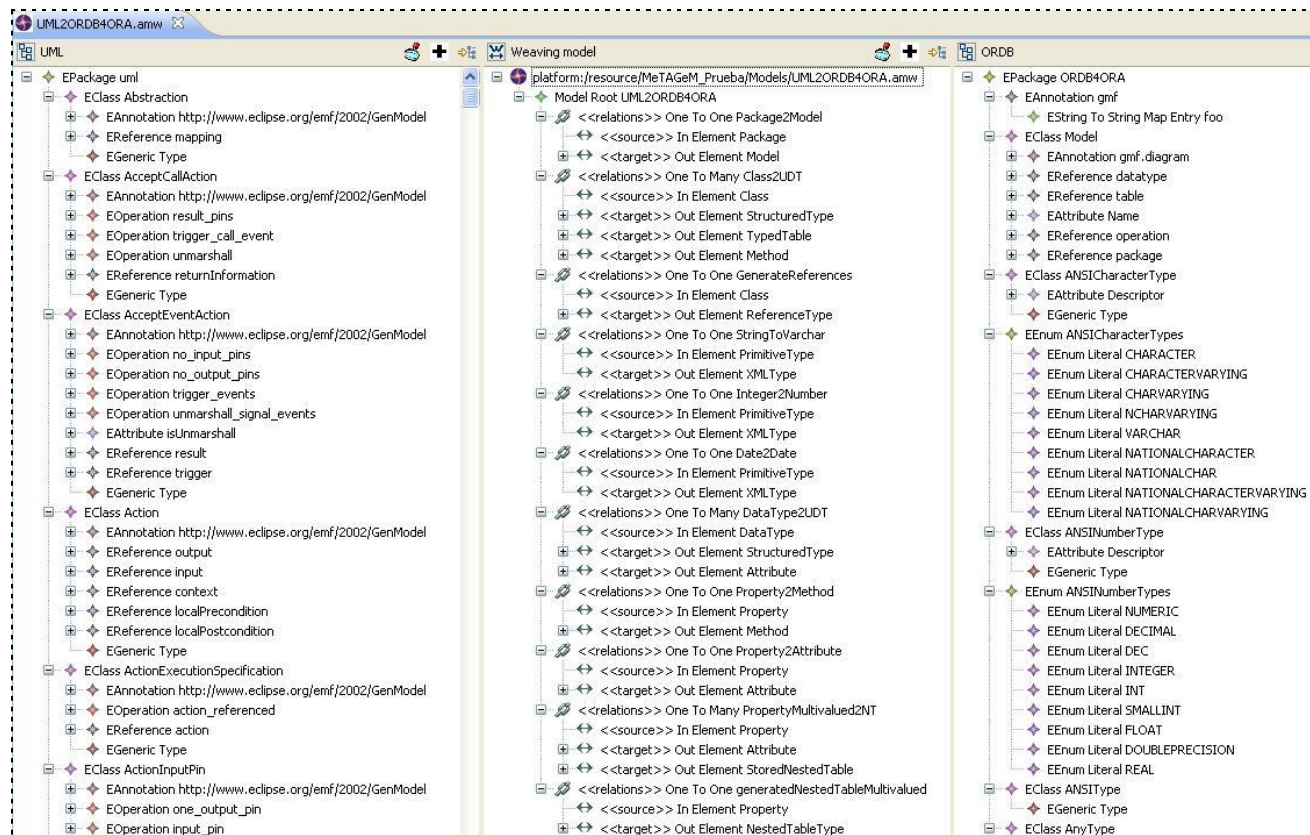 UML2ORDB4ORA.amw
UML
EPackage uml
EClass Abstraction
EAnnotation http://www.eclipse.org/emf/2002/GenModel
EReference mapping
EGeneric Type
EClass AcceptCallAction
EAnnotation http://www.eclipse.org/emf/2002/GenModel
EOperation result_pins
EOperation trigger_call_event
EOperation unmarshall
EReference returnInformation
EGeneric Type
EClass AcceptEventAction
EAnnotation http://www.eclipse.org/emf/2002/GenModel
EOperation no_input_pins
EOperation no_output_pins
EOperation trigger_events
EOperation unmarshall_signal_events
EAttribute isUnmarshall
EReference result
EReference trigger
EGeneric Type
EClass Action
EAnnotation http://www.eclipse.org/emf/2002/GenModel
EReference output
EReference input
EReference context
EReference localPrecondition
EReference localPostcondition
EGeneric Type
EClass ActionExecutionSpecification
EAnnotation http://www.eclipse.org/emf/2002/GenModel
EOperation action_referenced
EReference action
EGeneric Type
EClass ActionInputPin
EAnnotation http://www.eclipse.org/emf/2002/GenModel
EOperation one_output_pin
EOperation input_pin
Weaving model
platform:/resource/MeTAGeM_Prueba/Models/UML2ORDB4ORA.amw
Model Root UML2ORDB4ORA
<<relations>> One To One Package2Model
<<source>> In Element Package
<<target>> Out Element Model
<<relations>> One To Many Class2UDT
<<source>> In Element Class
<<target>> Out Element StructuredType
<<target>> Out Element TypedTable
<<target>> Out Element Method
<<relations>> One To One GenerateReferences
<<source>> In Element Class
<<target>> Out Element ReferenceType
<<relations>> One To One StringToVarchar
<<source>> In Element PrimitiveType
<<target>> Out Element XMLType
<<relations>> One To One Integer2Number
<<source>> In Element PrimitiveType
<<target>> Out Element XMLType
<<relations>> One To One Date2Date
<<source>> In Element PrimitiveType
<<target>> Out Element XMLType
<<relations>> One To Many DataType2UDT
<<source>> In Element DataType
<<target>> Out Element StructuredType
<<target>> Out Element Attribute
<<relations>> One To One Property2Method
<<source>> In Element Property
<<target>> Out Element Method
<<relations>> One To One Property2Attribute
<<source>> In Element Property
<<target>> Out Element Attribute
<<relations>> One To Many PropertyMultivalued2NT
<<source>> In Element Property
<<target>> Out Element Attribute
<<target>> Out Element StoredNestedTable
<<relations>> One To One generatedNestedTableMultivalued
<<source>> In Element Property
<<target>> Out Element NestedTableType
ORDB
EPackage ORDB4ORA
EAnnotation gmf
EString To String Map Entry foo
EClass Model
EAnnotation gmf.diagram
EReference datatype
EReference table
EAttribute Name
EReference operation
EReference package
EClass ANSICharacterType
EAttribute Descriptor
EGeneric Type
EEnum ANSICharacterTypes
EEnum Literal CHARACTER
EEnum Literal CHARACTERVARYING
EEnum Literal CHARVARYING
EEnum Literal NCHARVARYING
EEnum Literal VARCHAR
EEnum Literal NATIONALCHARACTER
EEnum Literal NATIONALCHAR
EEnum Literal NATIONALCHARACTERVARYING
EEnum Literal NATIONALCHARVARYING
EClass ANSINumberType
EAttribute Descriptor
EGeneric Type
EEnum ANSINumberTypes
EEnum Literal NUMERIC
EEnum Literal DECIMAL
EEnum Literal DEC
EEnum Literal INTEGER
EEnum Literal INT
EEnum Literal SMALLINT
EEnum Literal FLOAT
EEnum Literal DOUBLEPRECISION
EEnum Literal REAL
EClass ANSIType
EGeneric Type
EClass AnyType